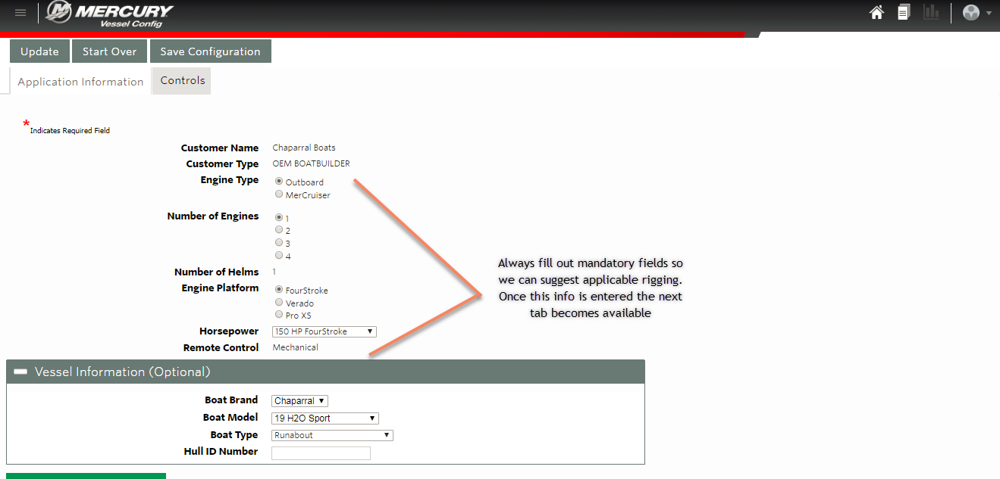 MERCURY
Vessel Config
Update
Start Over
Save Configuration
Application Information
Controls
* Indicates Required Field
Customer Name Chaparral Boats
Customer Type OEM BOATBUILDER
Engine Type Outboard
MerCruiser
Number of Engines 1
2
3
4
Number of Helms 1
Engine Platform FourStroke
Verado
Pro XS
Horsepower 150 HP FourStroke
Remote Control Mechanical
Always fill out mandatory fields so
we can suggest applicable rigging.
Once this info is entered the next
tab becomes available
Vessel Information (Optional)
Boat Brand Chaparral
Boat Model 19 H2O Sport
Boat Type Runabout
Hull ID Number